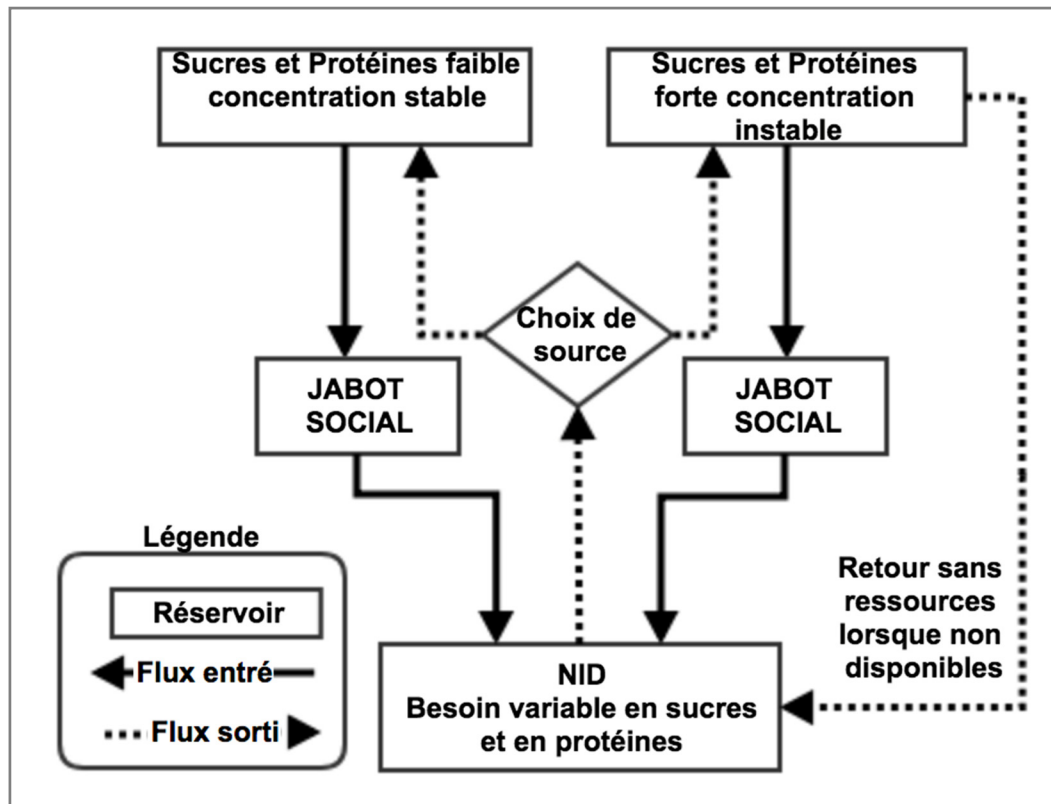 Sucres et Protéines faible
concentration stable
Sucres et Protéines
forte concentration
instable
Choix de
source
JABOT
SOCIAL
JABOT
SOCIAL
Légende
Réservoir
Flux entré
Flux sorti
NID
Besoin variable en sucres
et en protéines
Retour sans
ressources
lorsque non
disponibles